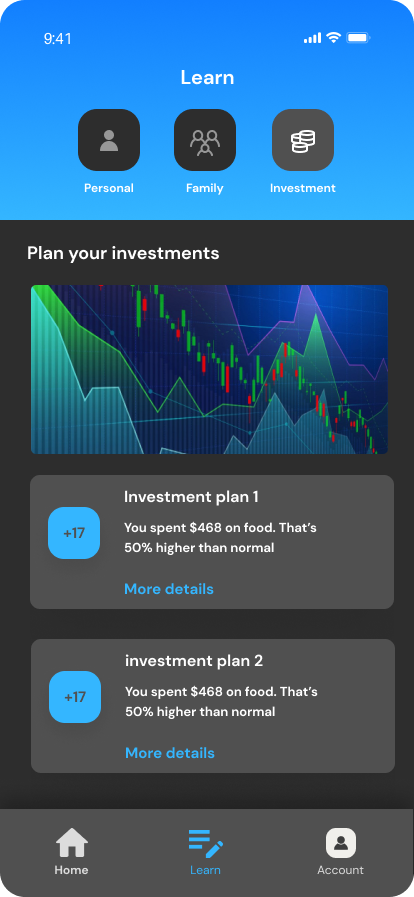 9:41
Learn
Personal Family Investment
Plan your investments
Investment plan 1
+17
You spent $468 on food. That's
50% higher than normal
More details
investment plan 2
+17
You spent $468 on food. That's
50% higher than normal
More details
Home Learn Account